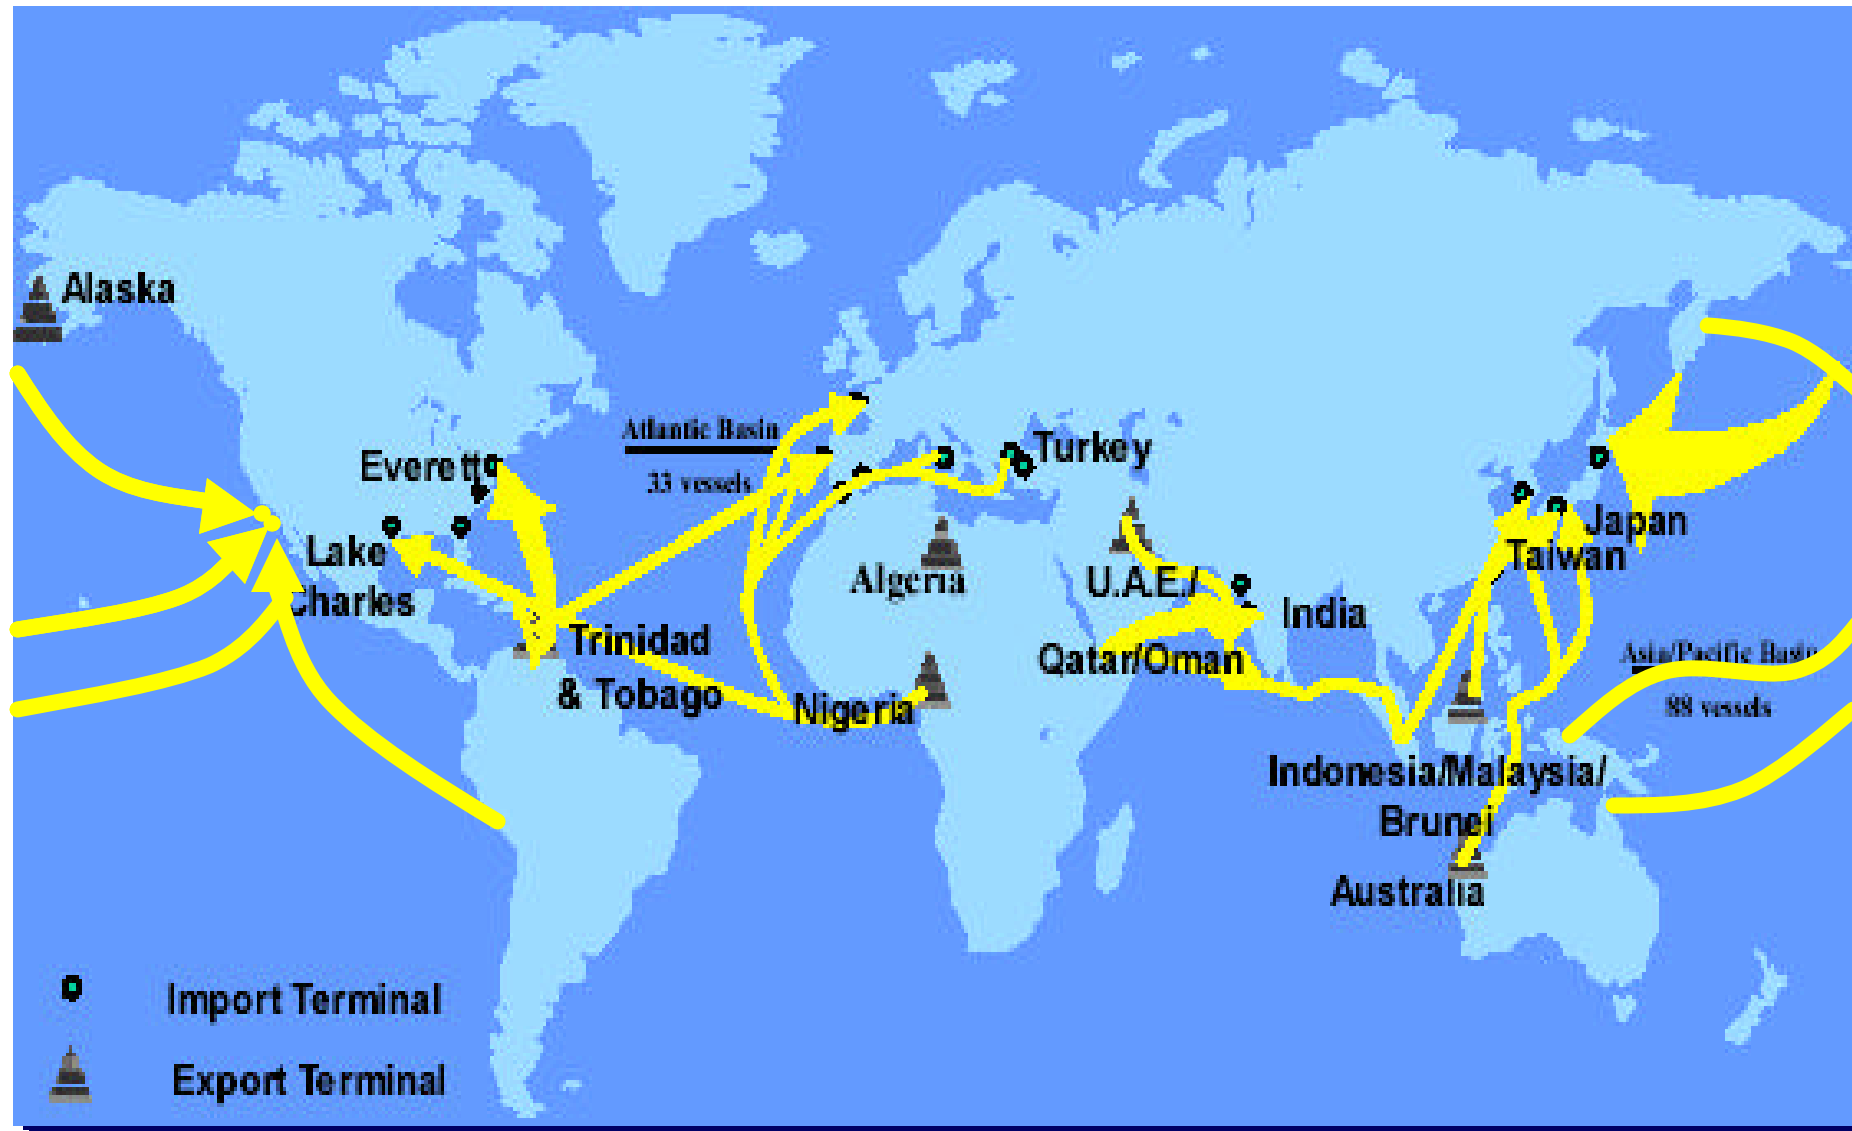 Alaska
Atlantic Basin
33 vessels
Everett
Turkey
Lake
Charles
Algeria
U.A.E./
Qatar/Oman
India
Japan
Taiwan
Trinidad
& Tobago
Nigeria
Asia/Pacific Basin
88 vessels
Indonesia/Malaysia/
Brunei
Australia
Import Terminal
Export Terminal